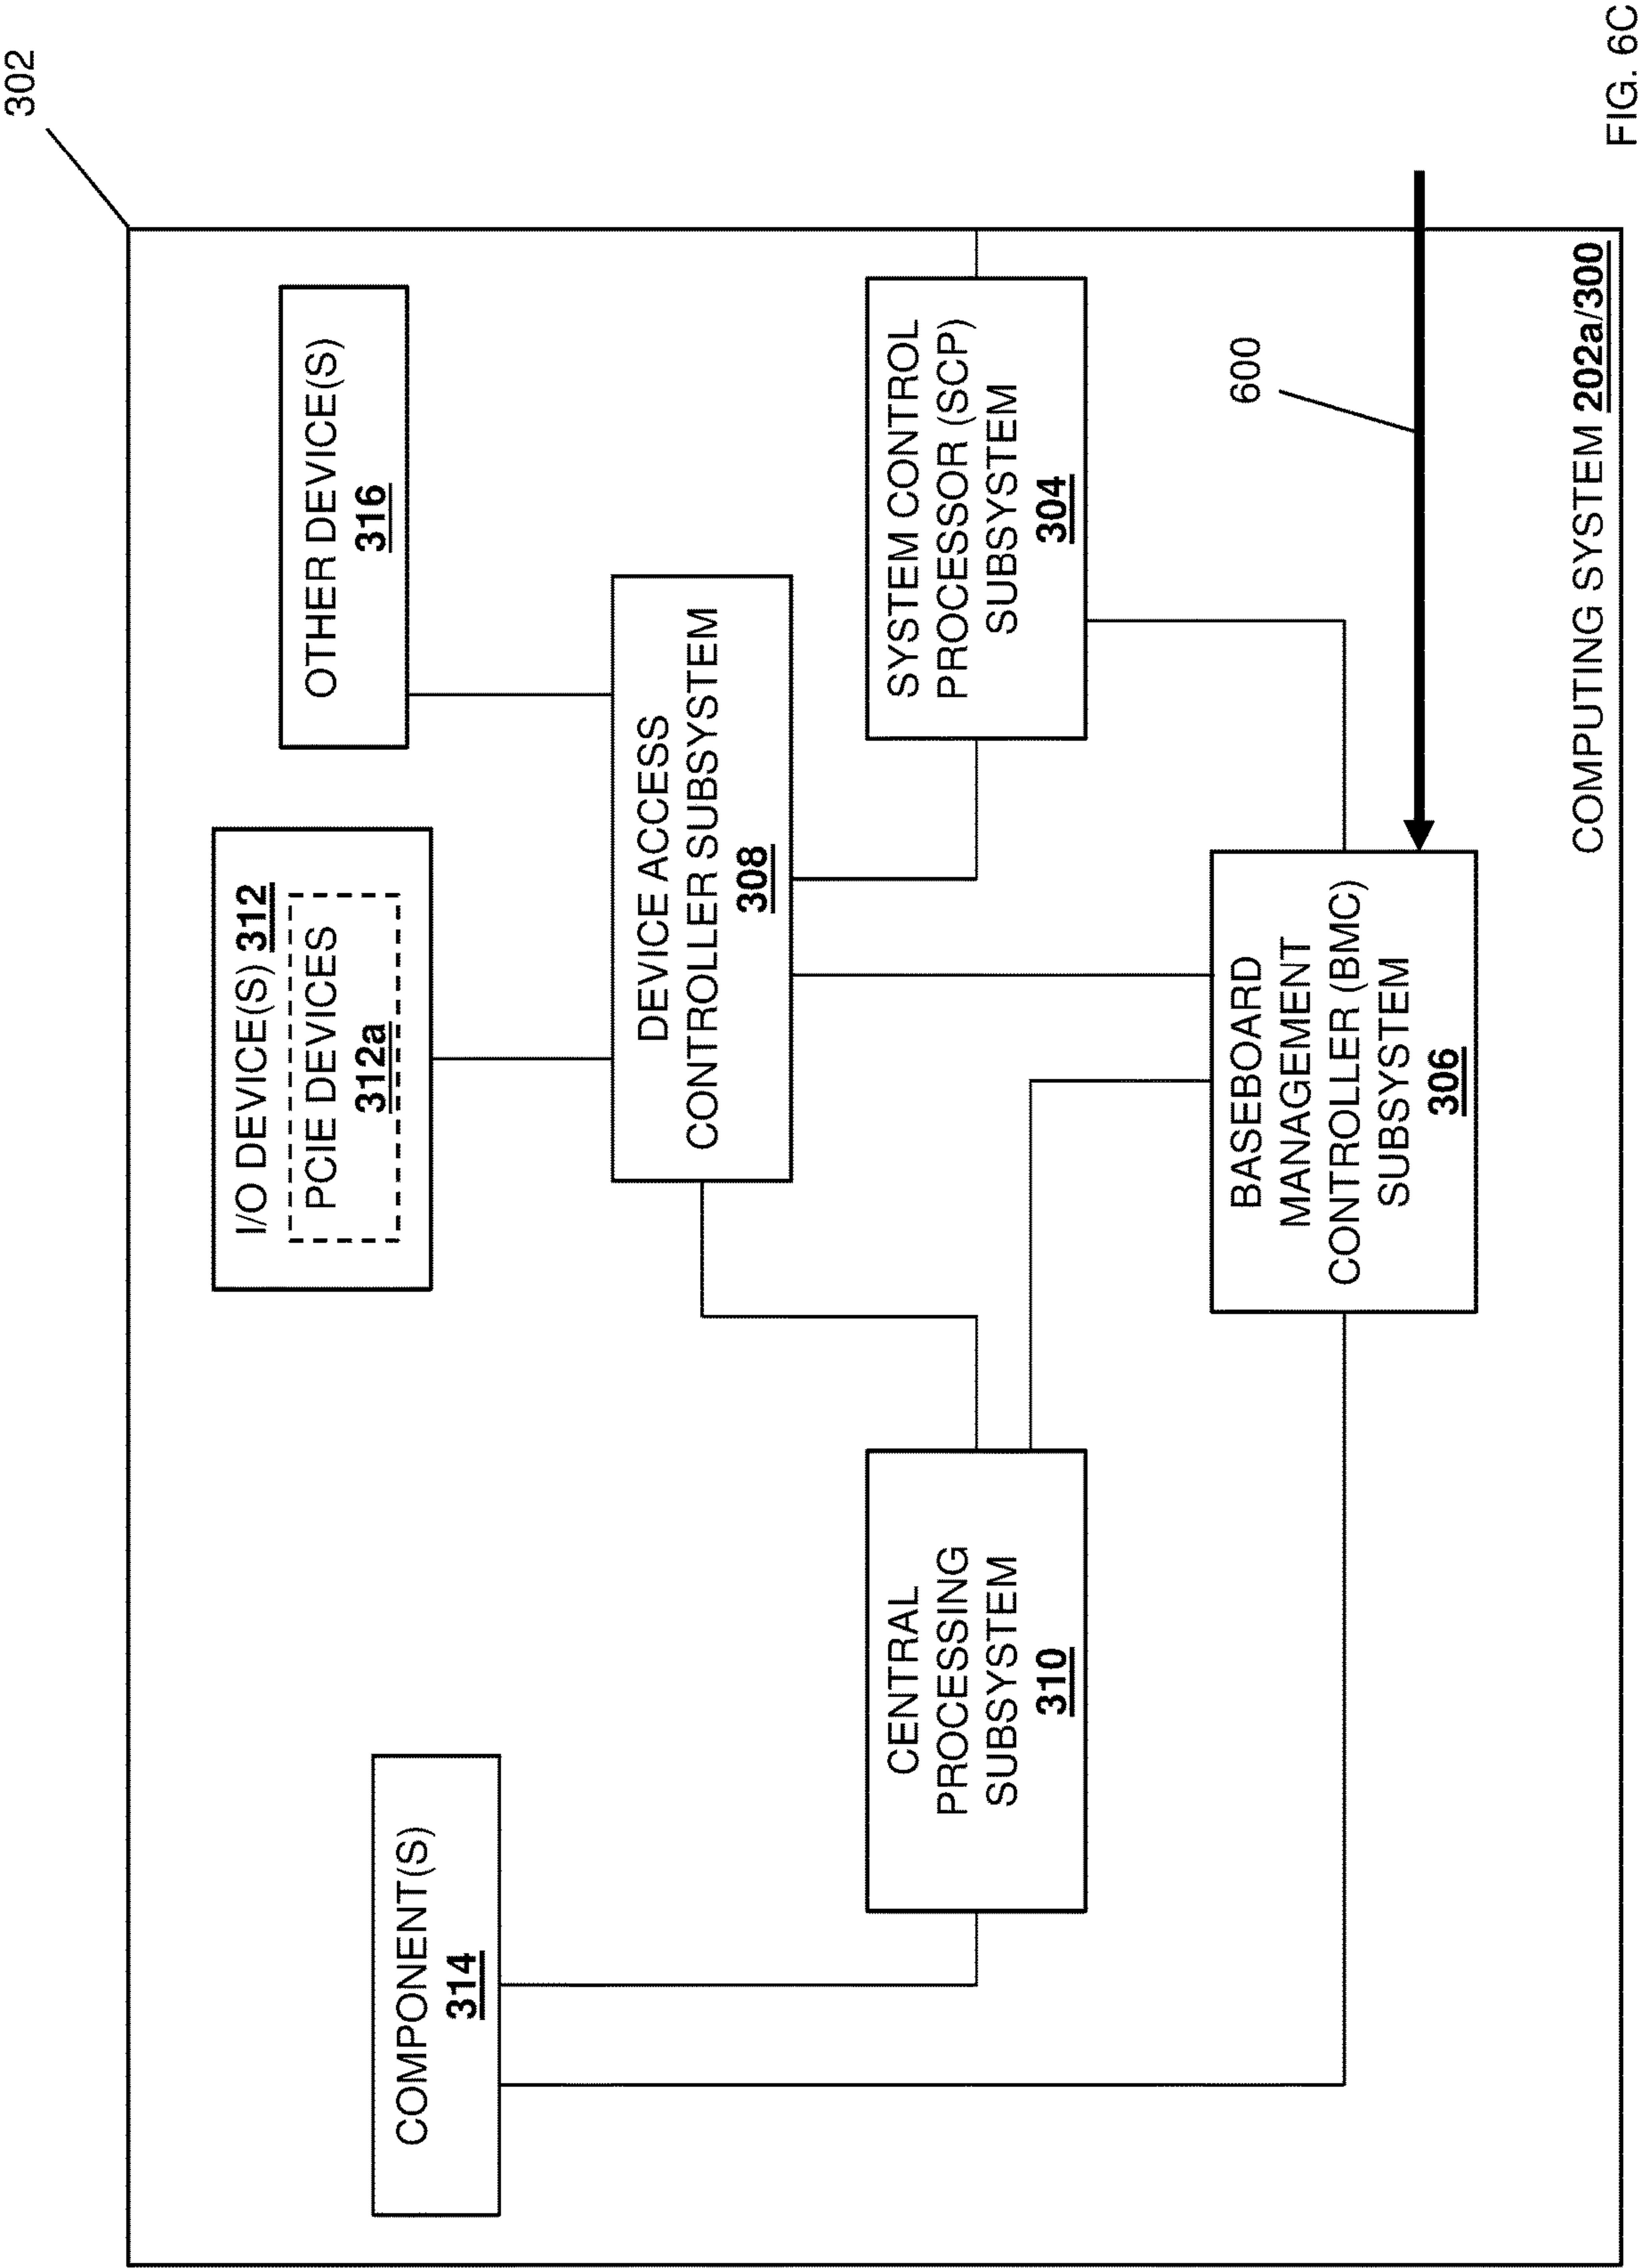 302
COMPONENT(S)
314
I/O DEVICE(S) 312
PCIE DEVICES
312a
OTHER DEVICE(S)
316
DEVICE ACCESS
CONTROLLER SUBSYSTEM
308
CENTRAL
PROCESSING
SUBSYSTEM
310
SYSTEM CONTROL
PROCESSOR (SCP)
SUBSYSTEM
304
BASEBOARD
MANAGEMENT
CONTROLLER (BMC)
SUBSYSTEM
306
600
COMPUTING SYSTEM 202a/300
FIG. 6C